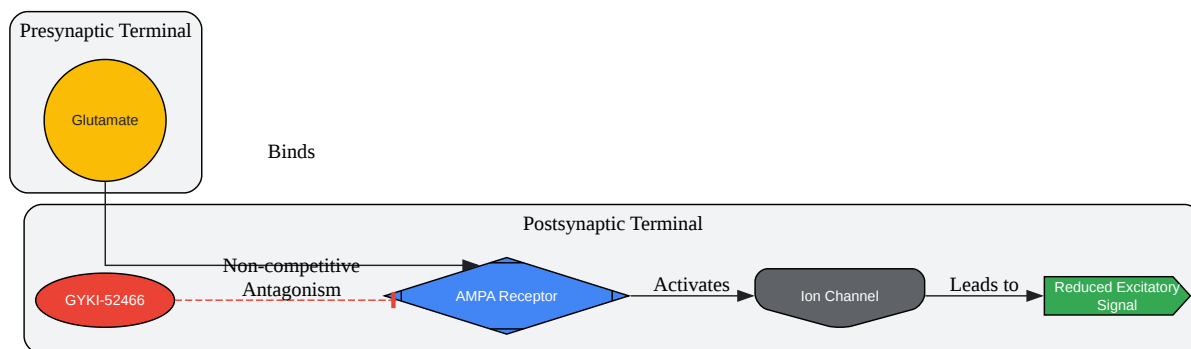 Presynaptic Terminal
Glutamate
Binds
Postsynaptic Terminal
Non-competitive
Antagonism
GYKI-52466
AMPA Receptor
Activates
Ion Channel
Leads to
Reduced Excitatory
Signal